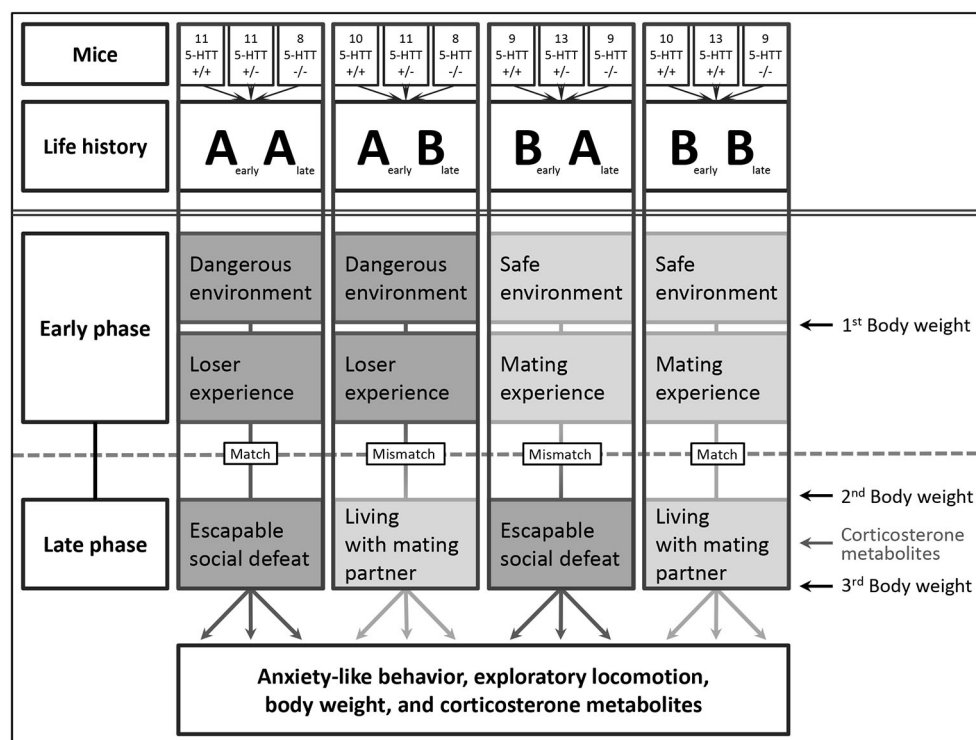 Mice
11
5-HTT
+/+
11
5-HTT
+/-
8
5-HTT
-/-
10
5-HTT
+/+
11
5-HTT
+/-
8
5-HTT
-/-
9
5-HTT
+/+
13
5-HTT
+/-
9
5-HTT
-/-
10
5-HTT
+/+
13
5-HTT
+/+
9
5-HTT
-/-
Life history
A early A late
A early B late
B early A late
B early B late
Early phase
Dangerous
environment
Dangerous
environment
Safe
environment
Safe
environment
1st Body weight
Loser
experience
Loser
experience
Mating
experience
Mating
experience
Match
Mismatch
Mismatch
Match
2nd Body weight
Late phase
Escapable
social defeat
Living
with mating
partner
Escapable
social defeat
Living
with mating
partner
Corticosterone
metabolites
3rd Body weight
Anxiety-like behavior, exploratory locomotion,
body weight, and corticosterone metabolites